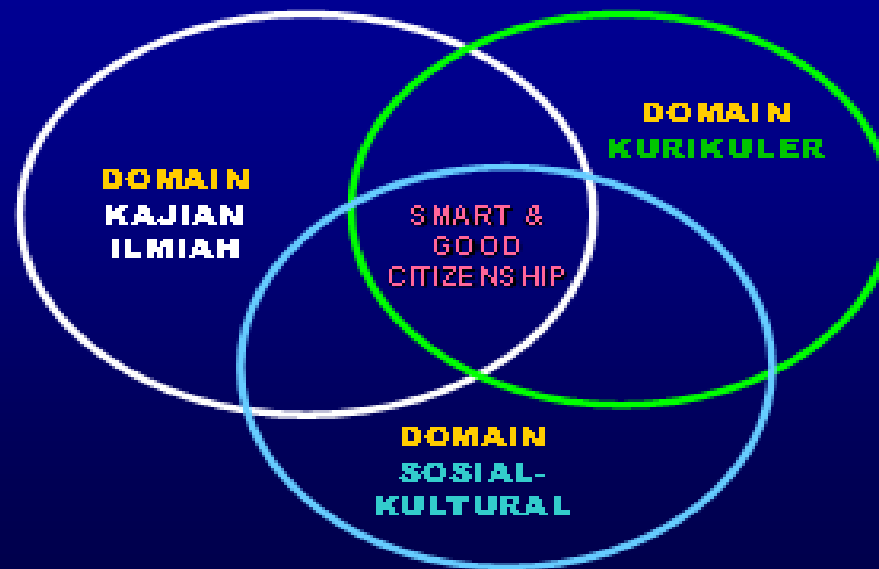 DOMAIN
KAJIAN
ILMIAH
DOMAIN
KURIKULER
SMART &
GOOD
CITIZENSHIP
DOMAIN
SOSIAL-
KULTURAL